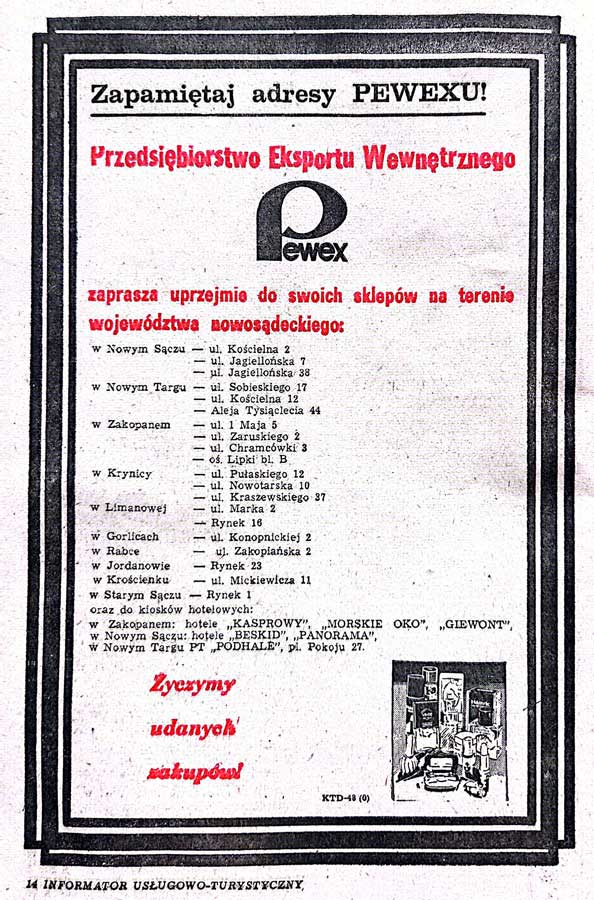 Zapamiętaj adresy PEWEXU!
Przedsiębiorstwo Eksportu Wewnętrznego
Pewex
zaprasza uprzejmie do swoich sklepów na terenie
województwa nowosądeckiego:
w Nowym Sączu — ul. Kościelna 2
— ul. Jagiellońska 7
— ul. Jagiellońska 38
w Nowym Targu — ul. Sobieskiego 17
— ul. Kościelna 12
— Aleja Tysiąclecia 44
w Zakopanem — ul. 1 Maja 5
— ul. Zaruskiego 2
— ul. Chramcówki 3
— oś. Lipki bl. B
w Krynicy — ul. Pułaskiego 12
— ul. Nowotarska 10
— ul. Kraszewskiego 37
w Limanowej — ul. Marka 2
— Rynek 16
w Gorlicach — ul. Konopnickiej 2
w Rabce — ul. Zakopiańska 2
w Jordanowie — Rynek 23
w Krościenku — ul. Mickiewicza 11
w Starym Sączu — Rynek 1
oraz do kiosków hotelowych:
w Zakopanem: hotele „KASPROWY”, „MORSKIE OKO”, „GIEWONT”,
w Nowym Sączu: hotele „BESKID”, „PANORAMA”,
w Nowym Targu PT „PODHALE”, pl. Pokoju 27.
Życzymy
udanych
zakupów!
KTD-48 (0)
14 INFORMATOR USŁUGOWO-TURYSTYCZNY